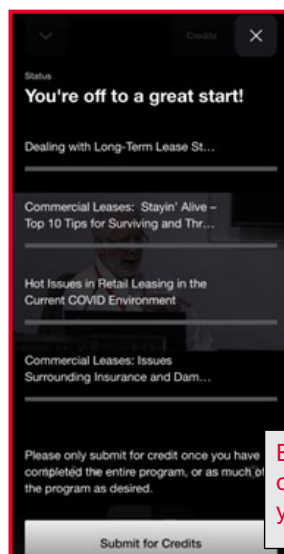 Credits
Status
You're off to a great start!
Dealing with Long-Term Lease St...
Commercial Leases:  Stayin' Alive –
Top 10 Tips for Surviving and Thr...
Hot Issues in Retail Leasing in the
Current COVID Environment
Commercial Leases: Issues
Surrounding Insurance and Dam...
Please only submit for credit once you have
completed the entire program, or as much of
the program as desired.
Submit for Credits